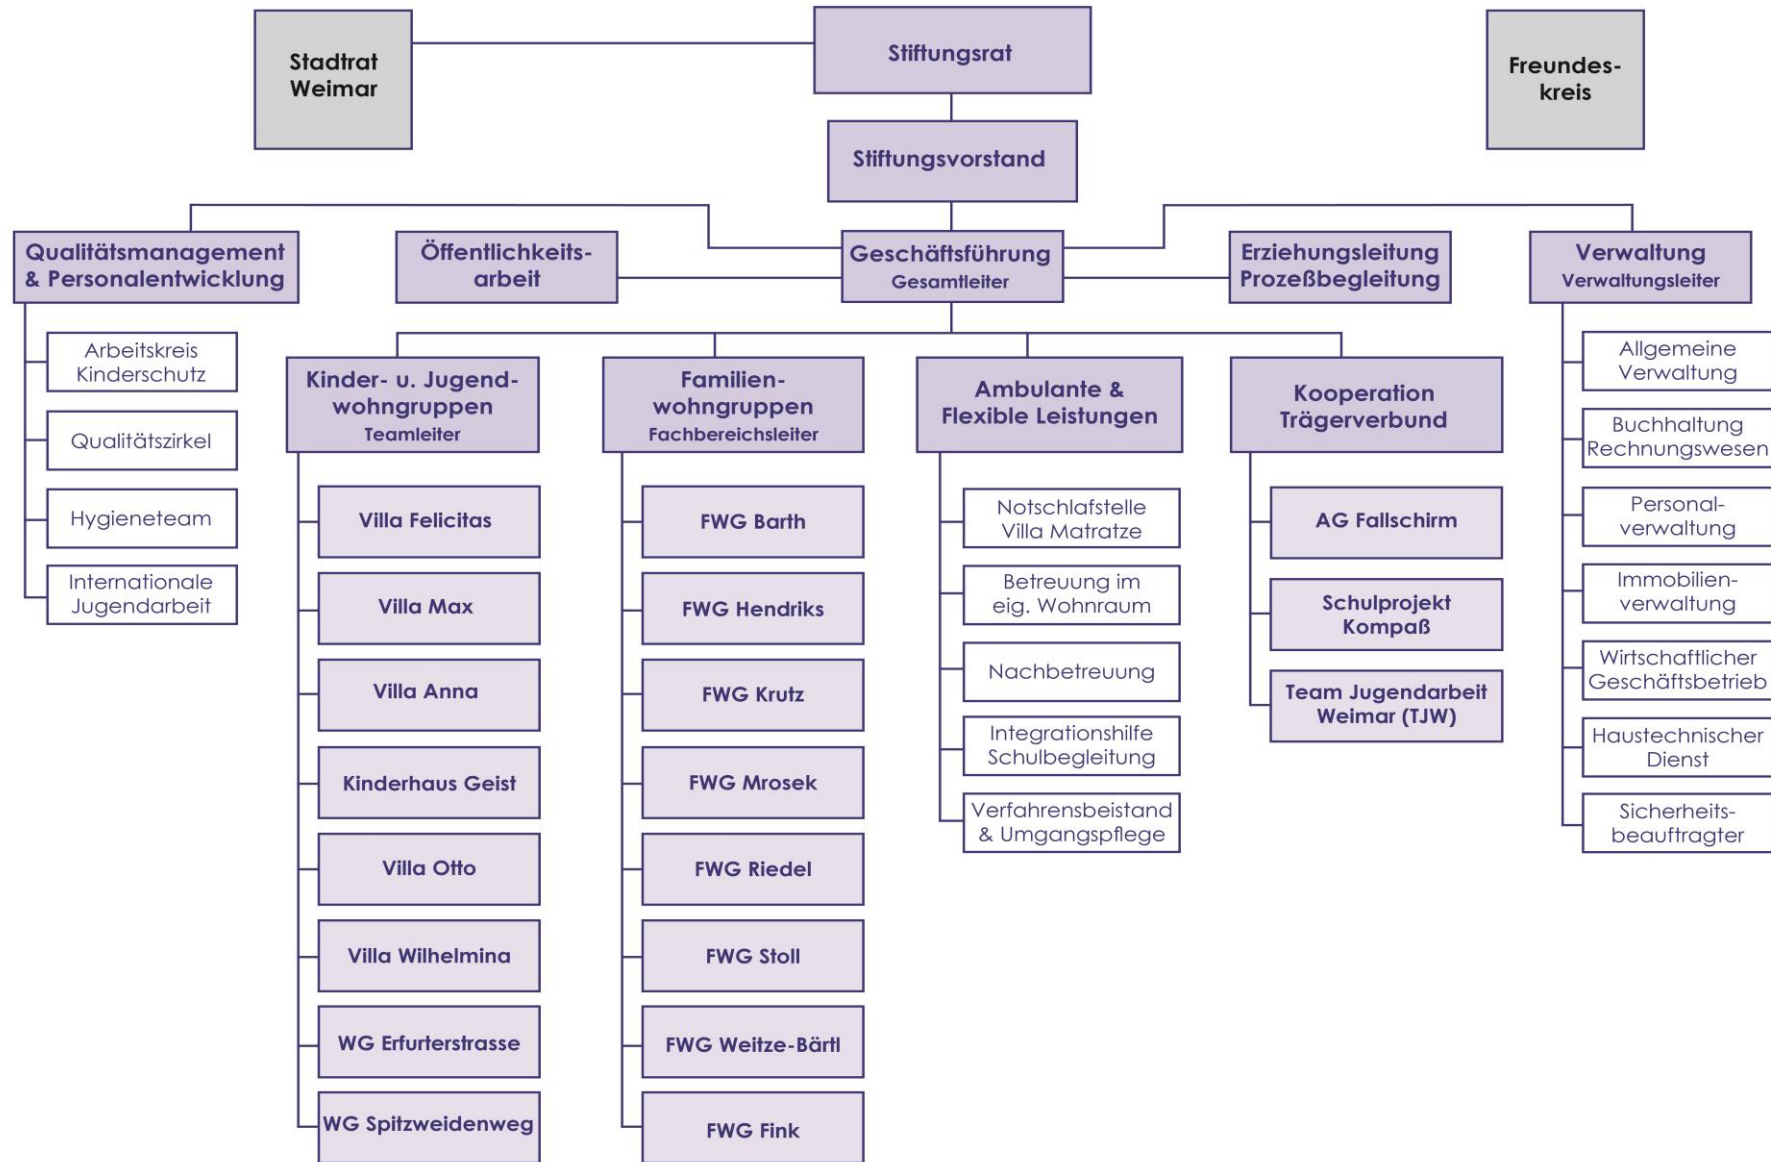 Stadtrat
Weimar
Stiftungsrat
Freundes-
kreis
Stiftungsvorstand
Qualitätsmanagement
& Personalentwicklung
Öffentlichkeits-
arbeit
Geschäftsführung
Gesamtleiter
Erziehungsleitung
Prozeßbegleitung
Verwaltung
Verwaltungsleiter
Arbeitskreis
Kinderschutz
Qualitätszirkel
Hygieneteam
Internationale
Jugendarbeit
Kinder- u. Jugend-
wohngruppen
Teamleiter
Villa Felicitas
Villa Max
Villa Anna
Kinderhaus Geist
Villa Otto
Villa Wilhelmina
WG Erfurterstrasse
WG Spitzweidenweg
Familien-
wohngruppen
Fachbereichsleiter
FWG Barth
FWG Hendriks
FWG Krutz
FWG Mrosek
FWG Riedel
FWG Stoll
FWG Weitze-Bärtl
FWG Fink
Ambulante &
Flexible Leistungen
Notschlafstelle
Villa Matratze
Betreuung im
eig. Wohnraum
Nachbetreuung
Integrationshilfe
Schulbegleitung
Verfahrensbeistand
& Umgangspflege
Kooperation
Trägerverbund
AG Fallschirm
Schulprojekt
Kompaß
Team Jugendarbeit
Weimar (TJW)
Allgemeine
Verwaltung
Buchhaltung
Rechnungswesen
Personal-
verwaltung
Immobilien-
verwaltung
Wirtschaftlicher
Geschäftsbetrieb
Haustechnischer
Dienst
Sicherheits-
beauftragter